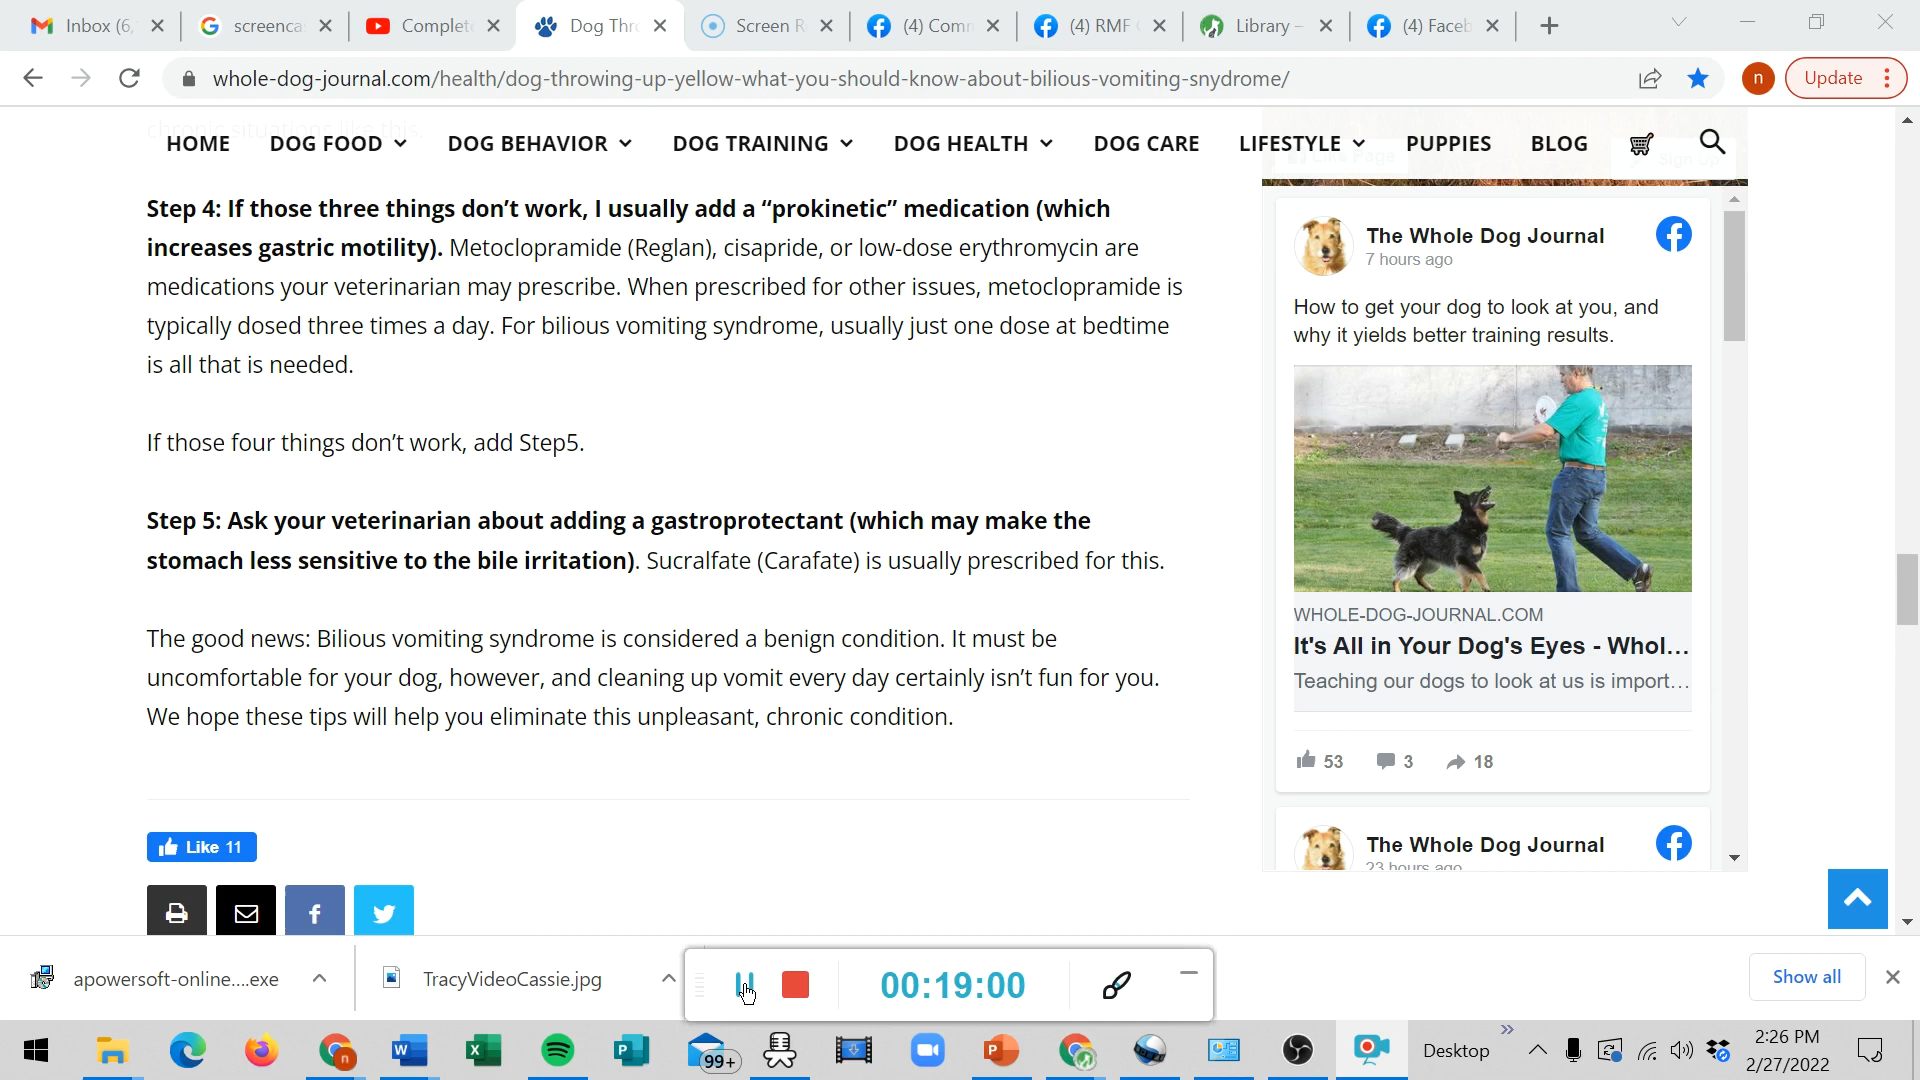 Inbox (6,
screenca
Complet
Dog Thr
Screen R
(4) Com
(4) RMF
Library –
(4) Faceb
whole-dog-journal.com/health/dog-throwing-up-yellow-what-you-should-know-about-bilious-vomiting-snydrome/
n
Update
chronic situations like this.
HOME DOG FOOD DOG BEHAVIOR DOG TRAINING DOG HEALTH DOG CARE LIFESTYLE PUPPIES BLOG
Like Page
Sign Up
Step 4: If those three things don’t work, I usually add a “prokinetic” medication (which
increases gastric motility). Metoclopramide (Reglan), cisapride, or low-dose erythromycin are
medications your veterinarian may prescribe. When prescribed for other issues, metoclopramide is
typically dosed three times a day. For bilious vomiting syndrome, usually just one dose at bedtime
is all that is needed.
If those four things don’t work, add Step5.
Step 5: Ask your veterinarian about adding a gastroprotectant (which may make the
stomach less sensitive to the bile irritation). Sucralfate (Carafate) is usually prescribed for this.
The good news: Bilious vomiting syndrome is considered a benign condition. It must be
uncomfortable for your dog, however, and cleaning up vomit every day certainly isn’t fun for you.
We hope these tips will help you eliminate this unpleasant, chronic condition.
Like 11
The Whole Dog Journal
7 hours ago
How to get your dog to look at you, and
why it yields better training results.
WHOLE-DOG-JOURNAL.COM
It's All in Your Dog's Eyes - Whol...
Teaching our dogs to look at us is import...
53 3 18
The Whole Dog Journal
23 hours ago
apowersoft-online....exe
TracyVideoCassie.jpg
00:19:00
Show all
99+
Desktop
2:26 PM
2/27/2022